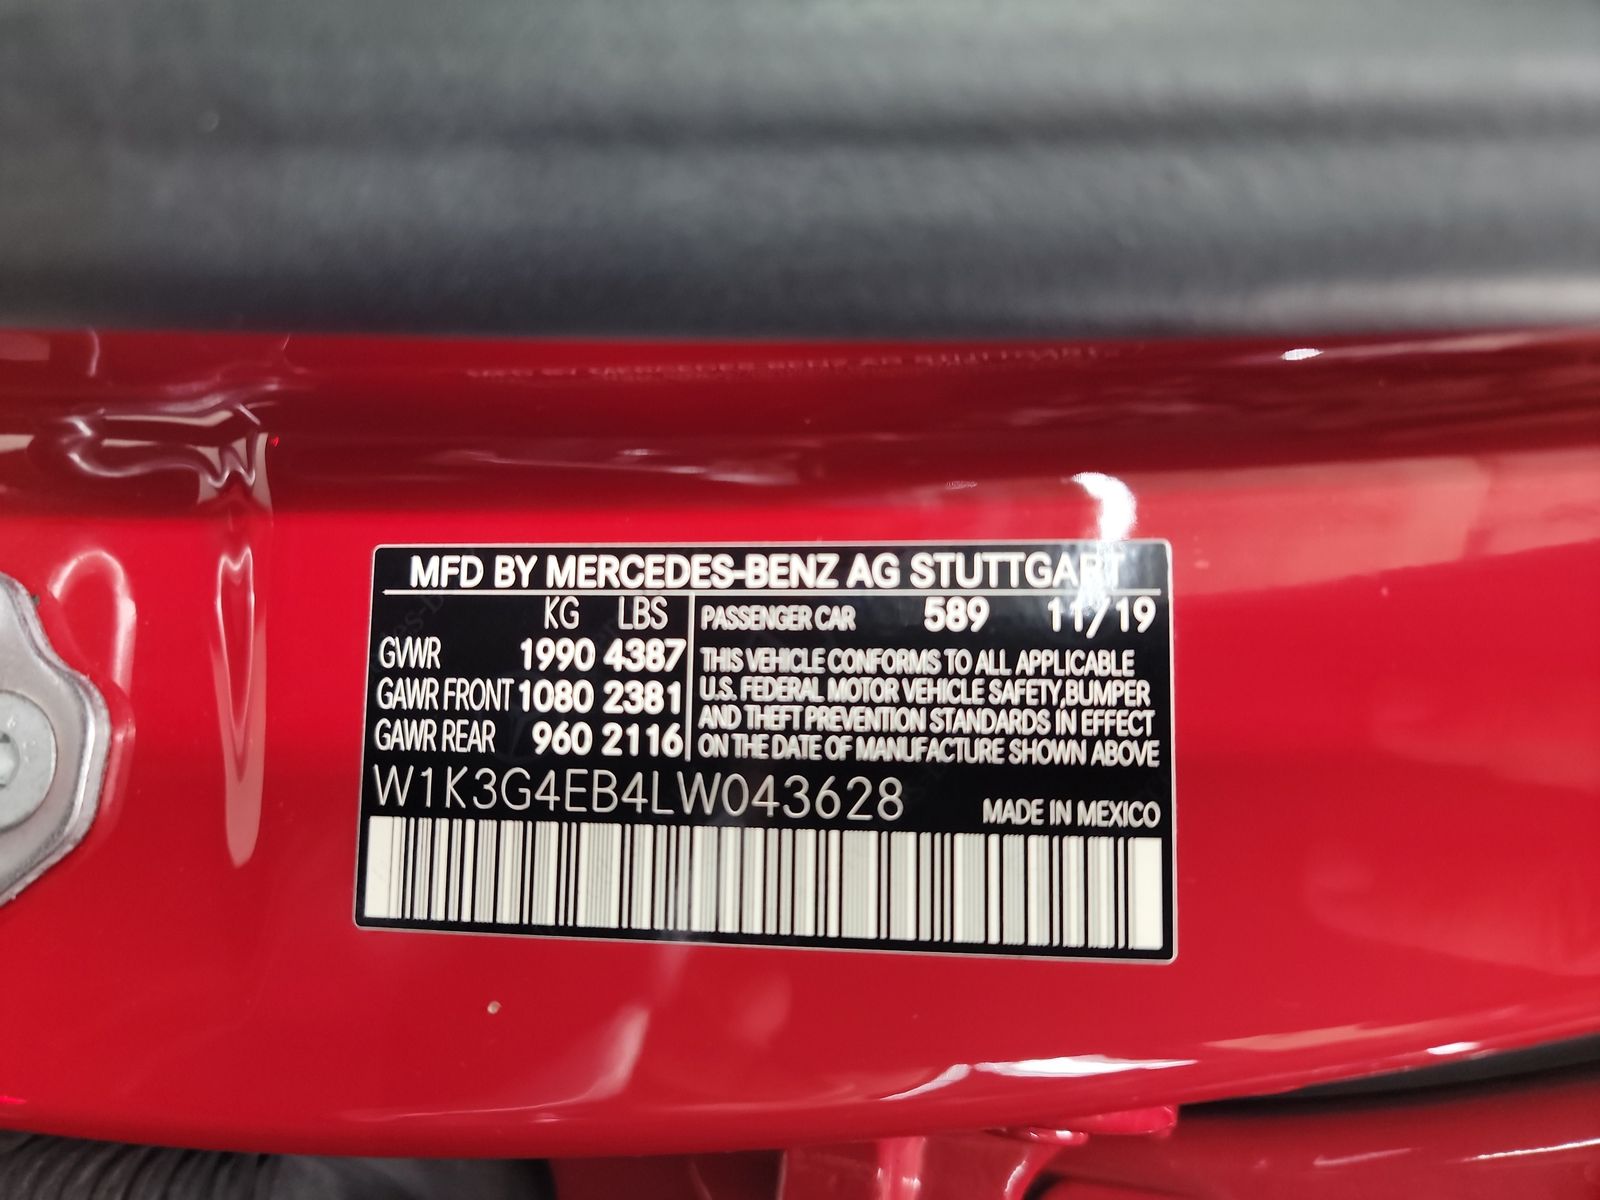 MFD BY MERCEDES-BENZ AG STUTTGART
KG LBS
GVWR 1990 4387
GAWR FRONT 1080 2381
GAWR REAR 960 2116
PASSENGER CAR 589 11/19
THIS VEHICLE CONFORMS TO ALL APPLICABLE
U.S. FEDERAL MOTOR VEHICLE SAFETY,BUMPER
AND THEFT PREVENTION STANDARDS IN EFFECT
ON THE DATE OF MANUFACTURE SHOWN ABOVE
W1K3G4EB4LW043628
MADE IN MEXICO